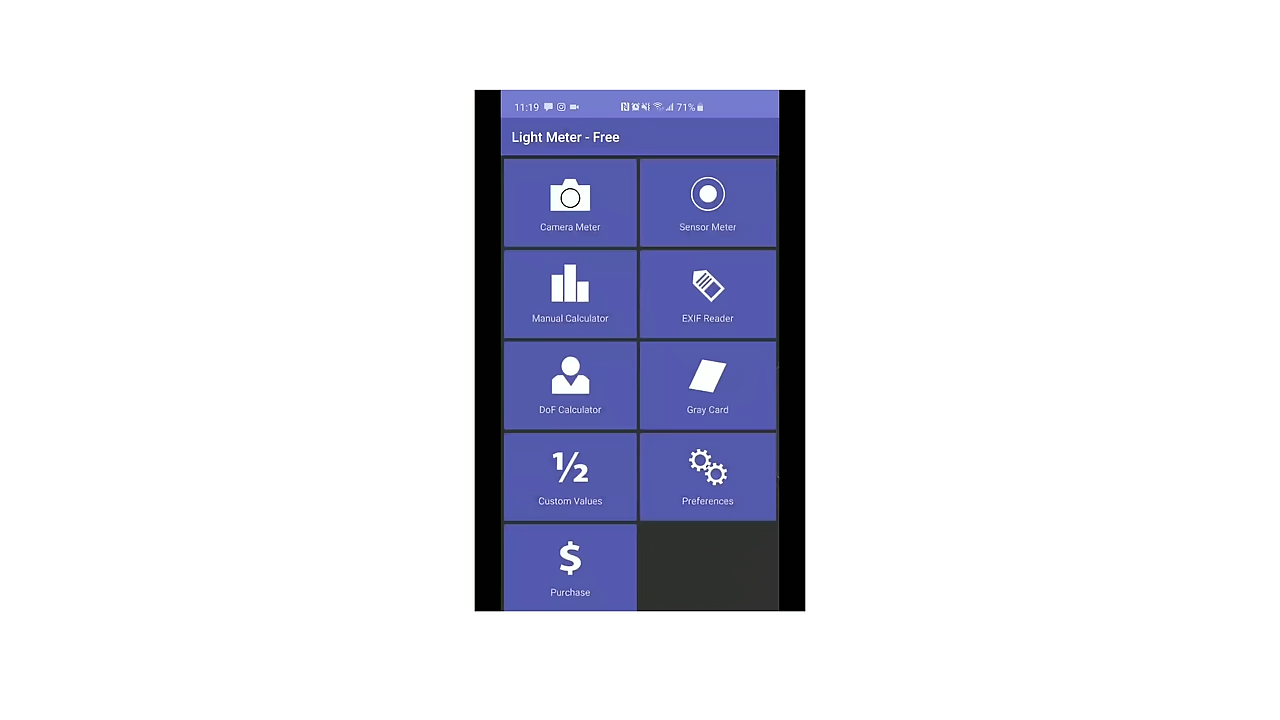 11:19 71%
Light Meter - Free
Camera Meter Sensor Meter
Manual Calculator EXIF Reader
DoF Calculator Gray Card
½
Custom Values Preferences
$
Purchase